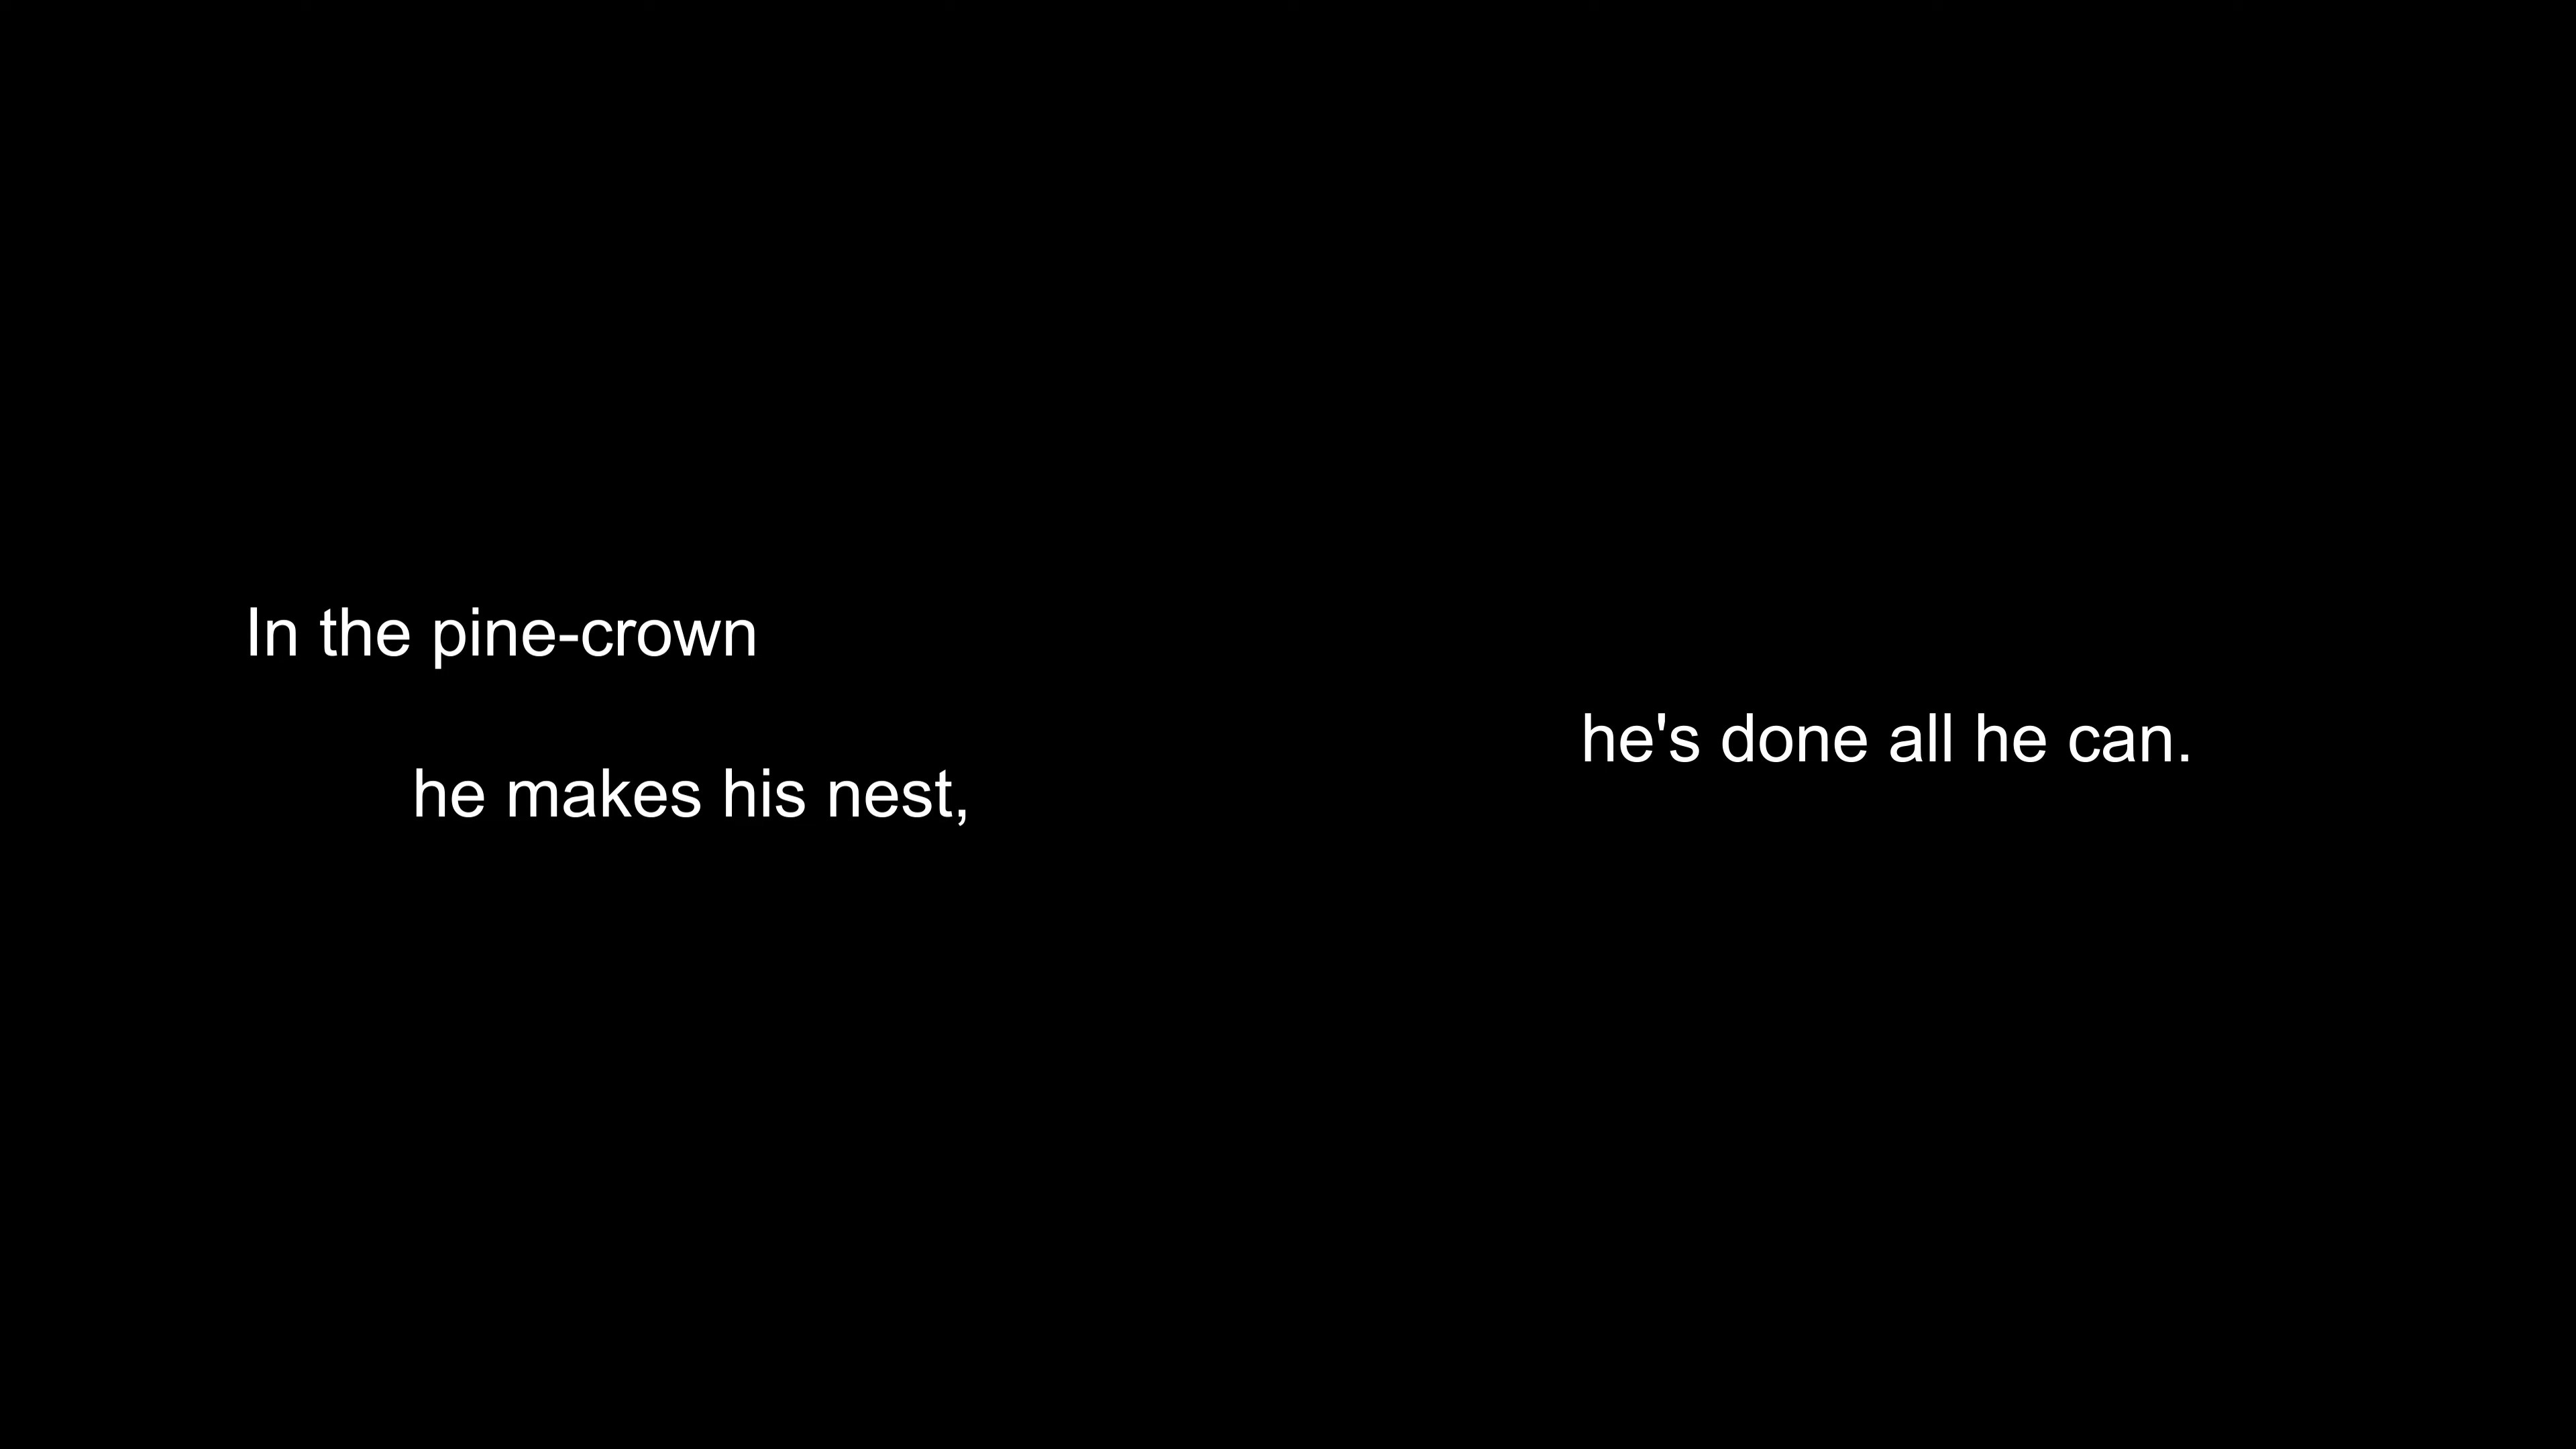 In the pine-crown
he makes his nest,
he's done all he can.